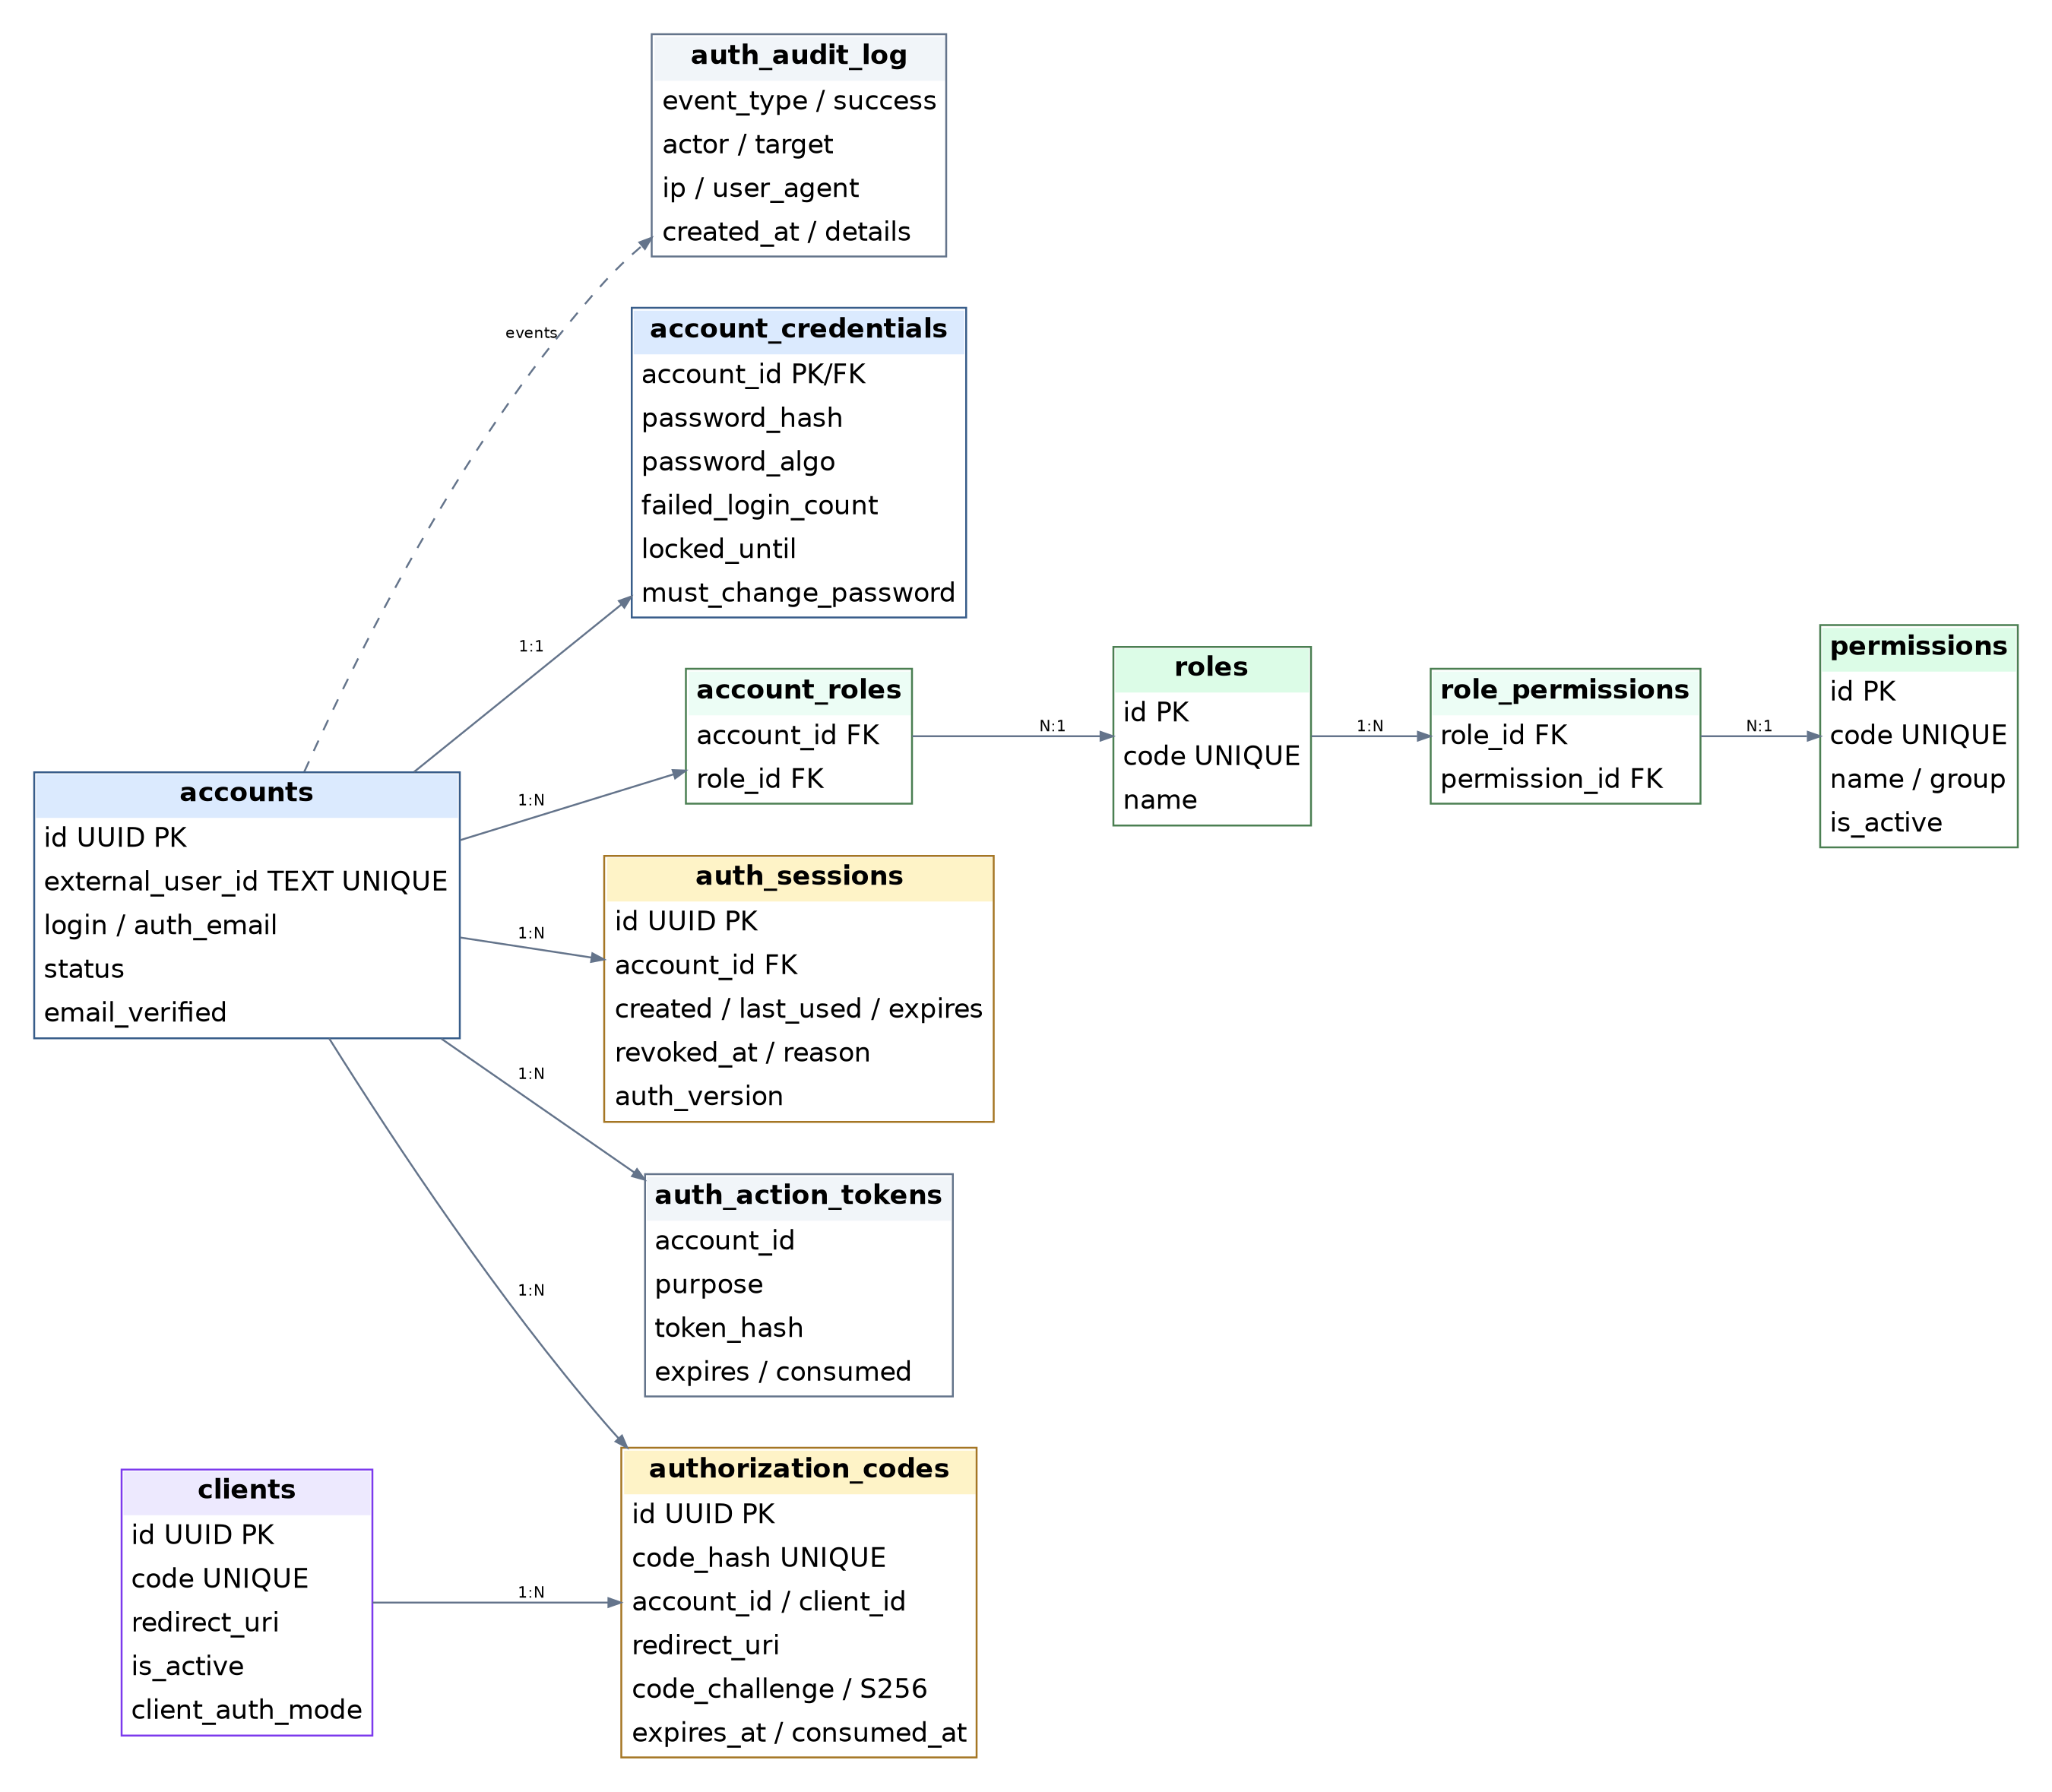 auth_audit_log
event_type / success
actor / target
ip / user_agent
created_at / details
events
account_credentials
account_id PK/FK
password_hash
password_algo
failed_login_count
locked_until
must_change_password
1:1
account_roles
account_id FK
role_id FK
N:1
roles
id PK
code UNIQUE
name
1:N
role_permissions
role_id FK
permission_id FK
N:1
permissions
id PK
code UNIQUE
name / group
is_active
accounts
id UUID PK
external_user_id TEXT UNIQUE
login / auth_email
status
email_verified
1:N
1:N
1:N
1:N
auth_sessions
id UUID PK
account_id FK
created / last_used / expires
revoked_at / reason
auth_version
auth_action_tokens
account_id
purpose
token_hash
expires / consumed
clients
id UUID PK
code UNIQUE
redirect_uri
is_active
client_auth_mode
1:N
authorization_codes
id UUID PK
code_hash UNIQUE
account_id / client_id
redirect_uri
code_challenge / S256
expires_at / consumed_at